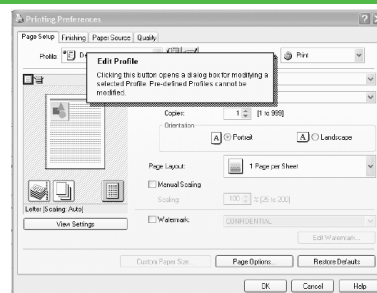 Printing Preferences
Page Setup Finishing Paper Source Quality
Profile:
Print
Edit Profile
Clicking this button opens a dialog box for modifying a
selected Profile. Pre-defined Profiles cannot be
modified.
Copies: 1 [1 to 999]
Orientation
A Portrait A Landscape
Page Layout: 1 Page per Sheet
Manual Scaling
Scaling: 100 % [25 to 200]
Letter [Scaling: Auto]
View Settings
Watermark: CONFIDENTIAL
Edit Watermark...
Custom Paper Size... Page Options... Restore Defaults
OK Cancel Help